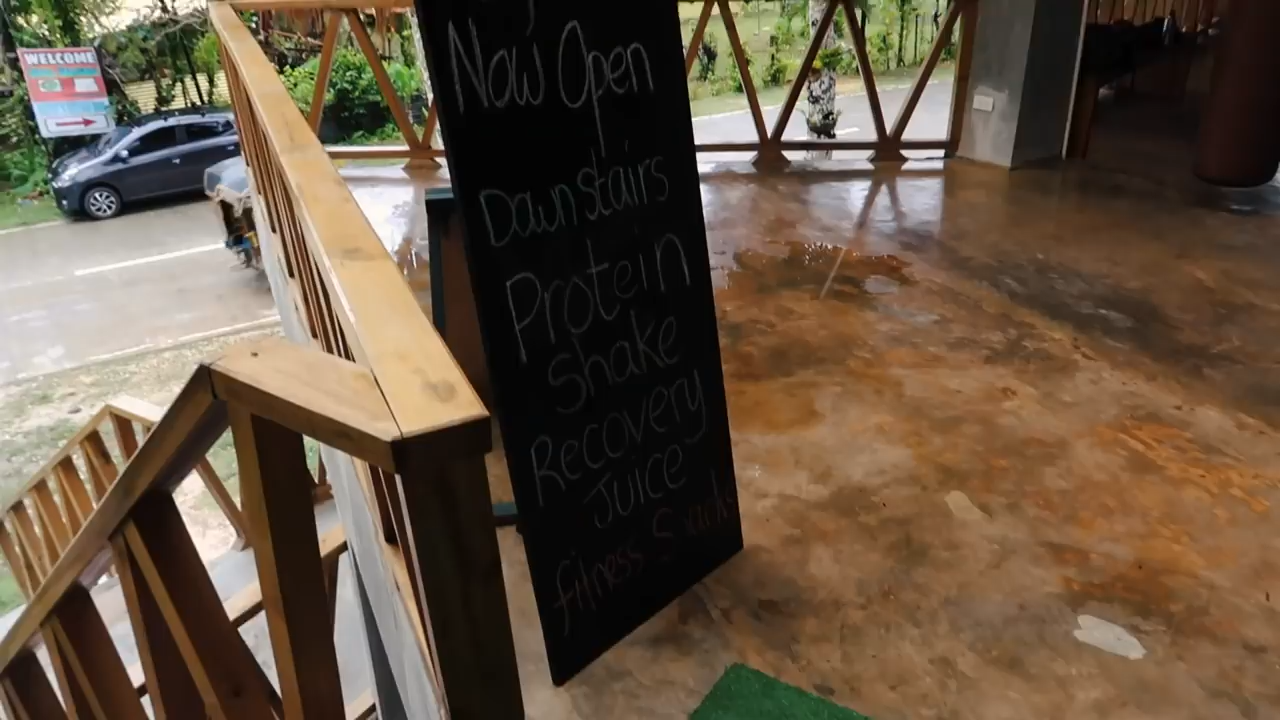 WELCOME
Now Open
Downstairs
Protein
Shake
Recovery
Juice
fitness Snacks